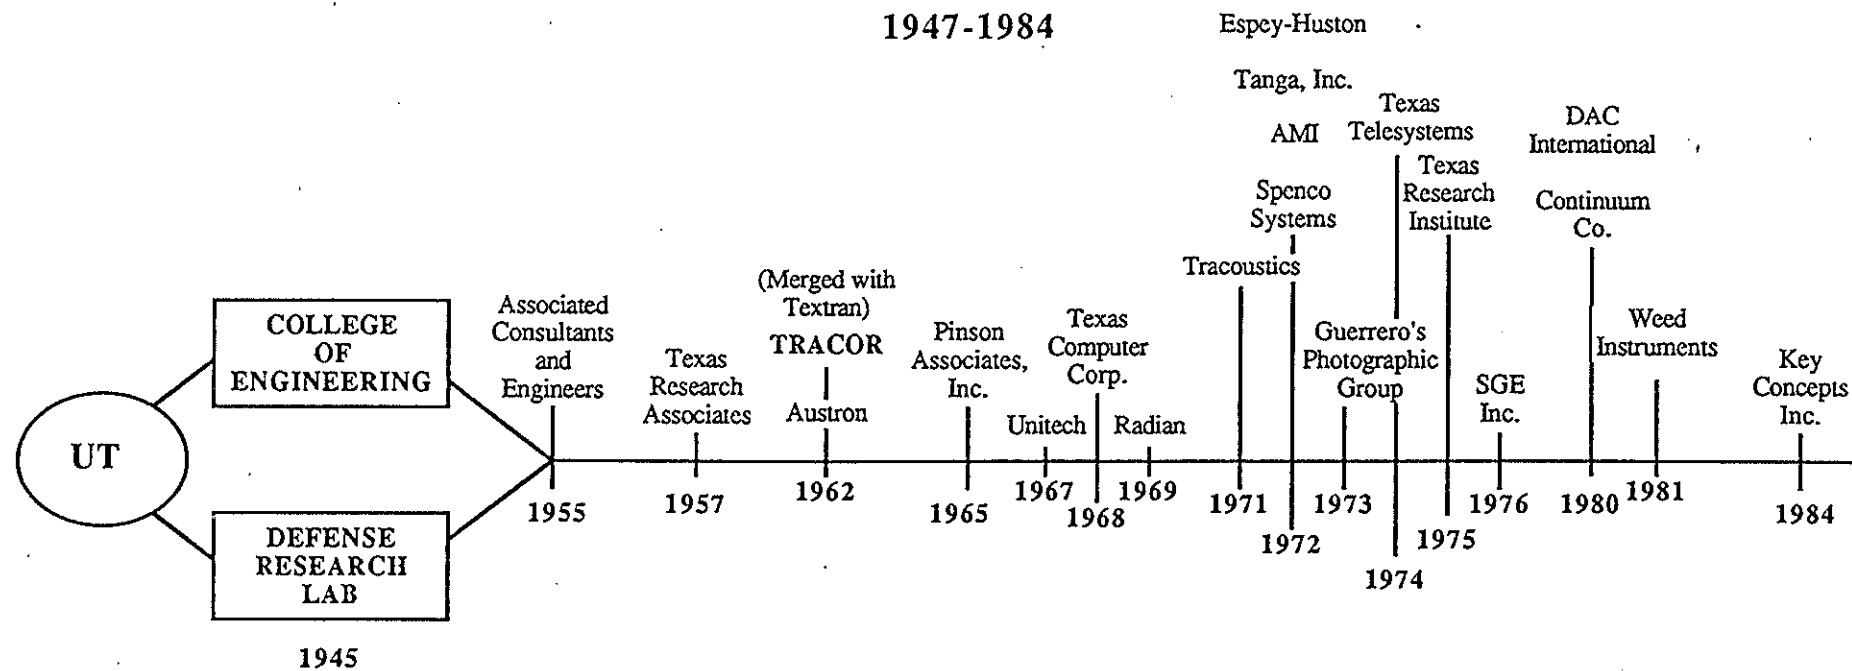 1947-1984
UT
COLLEGE
OF
ENGINEERING
DEFENSE
RESEARCH
LAB
1945
Associated
Consultants
and
Engineers
1955
Texas
Research
Associates
1957
(Merged with
Textran)
TRACOR
Austron
1962
Pinson
Associates,
Inc.
1965
Unitech
1967
Texas
Computer
Corp.
1968
Radian
1969
Tracoustics
1971
Espey-Huston
Tanga, Inc.
AMI
Spenco
Systems
1972
Guerrero's
Photographic
Group
1973
Texas
Telesystems
1974
Texas
Research
Institute
1975
SGE
Inc.
1976
DAC
International
Continuum
Co.
1980
Weed
Instruments
1981
Key
Concepts
Inc.
1984